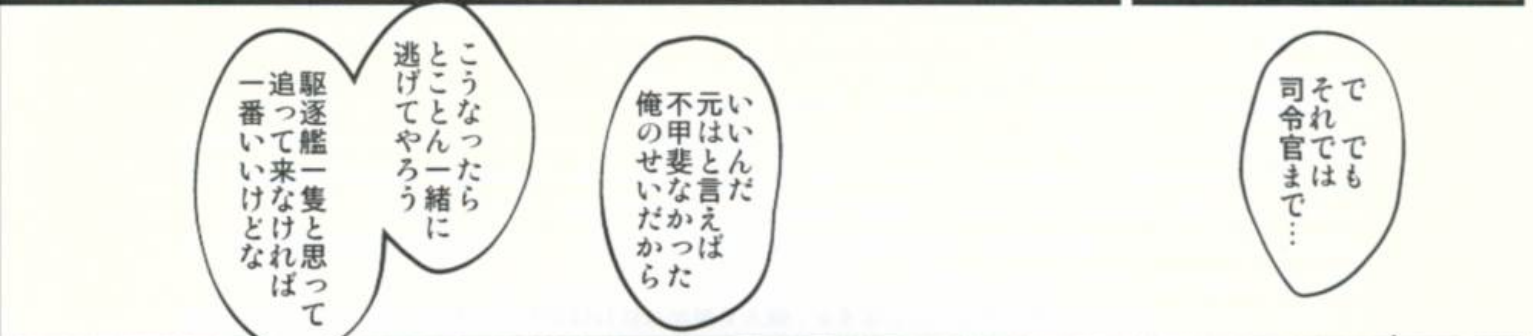 で でも
それでは
司令官まで…
いいんだ
元はと言えば
不甲斐なかった
俺のせいだから
こうなったら
とことん一緒に
逃げてやろう
駆逐艦一隻と思って
追って来なければ
一番いいけどな